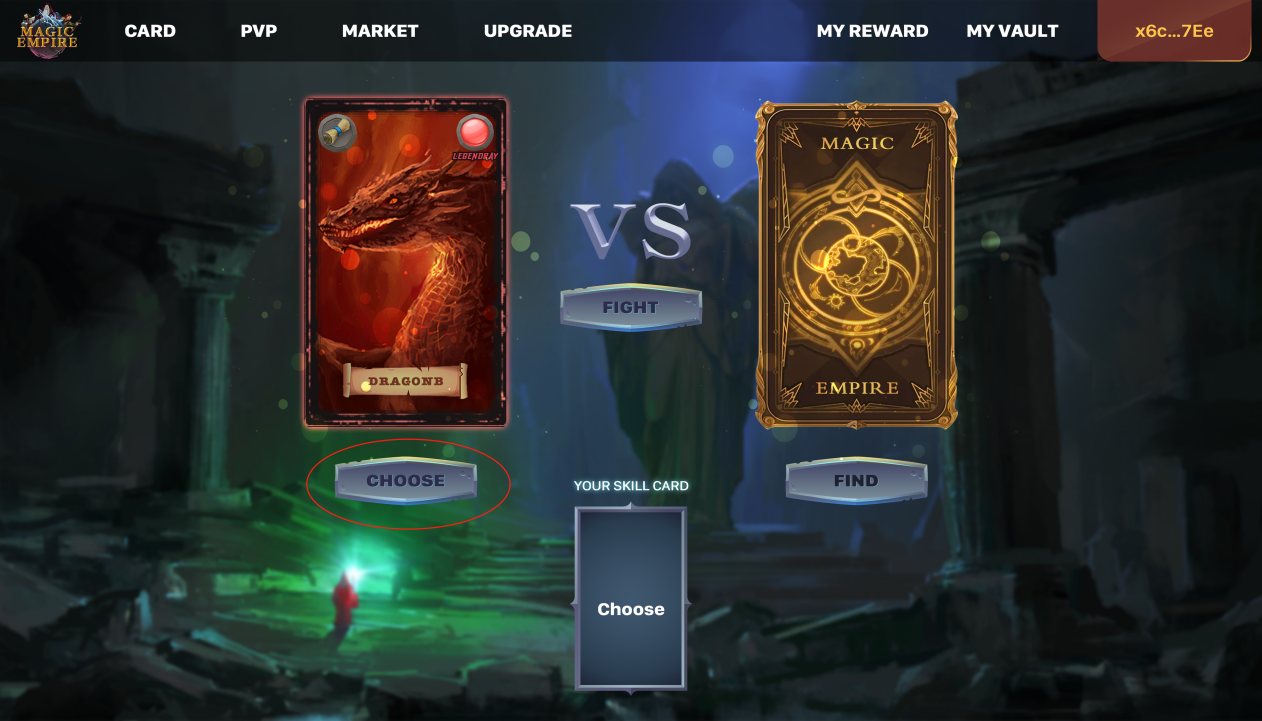 MAGIC
EMPIRE
CARD
PVP
MARKET
UPGRADE
MY REWARD
MY VAULT
x6c...7Ee
LEGENDRAY
DRAGONB
VS
FIGHT
MAGIC
EMPIRE
CHOOSE
FIND
YOUR SKILL CARD
Choose